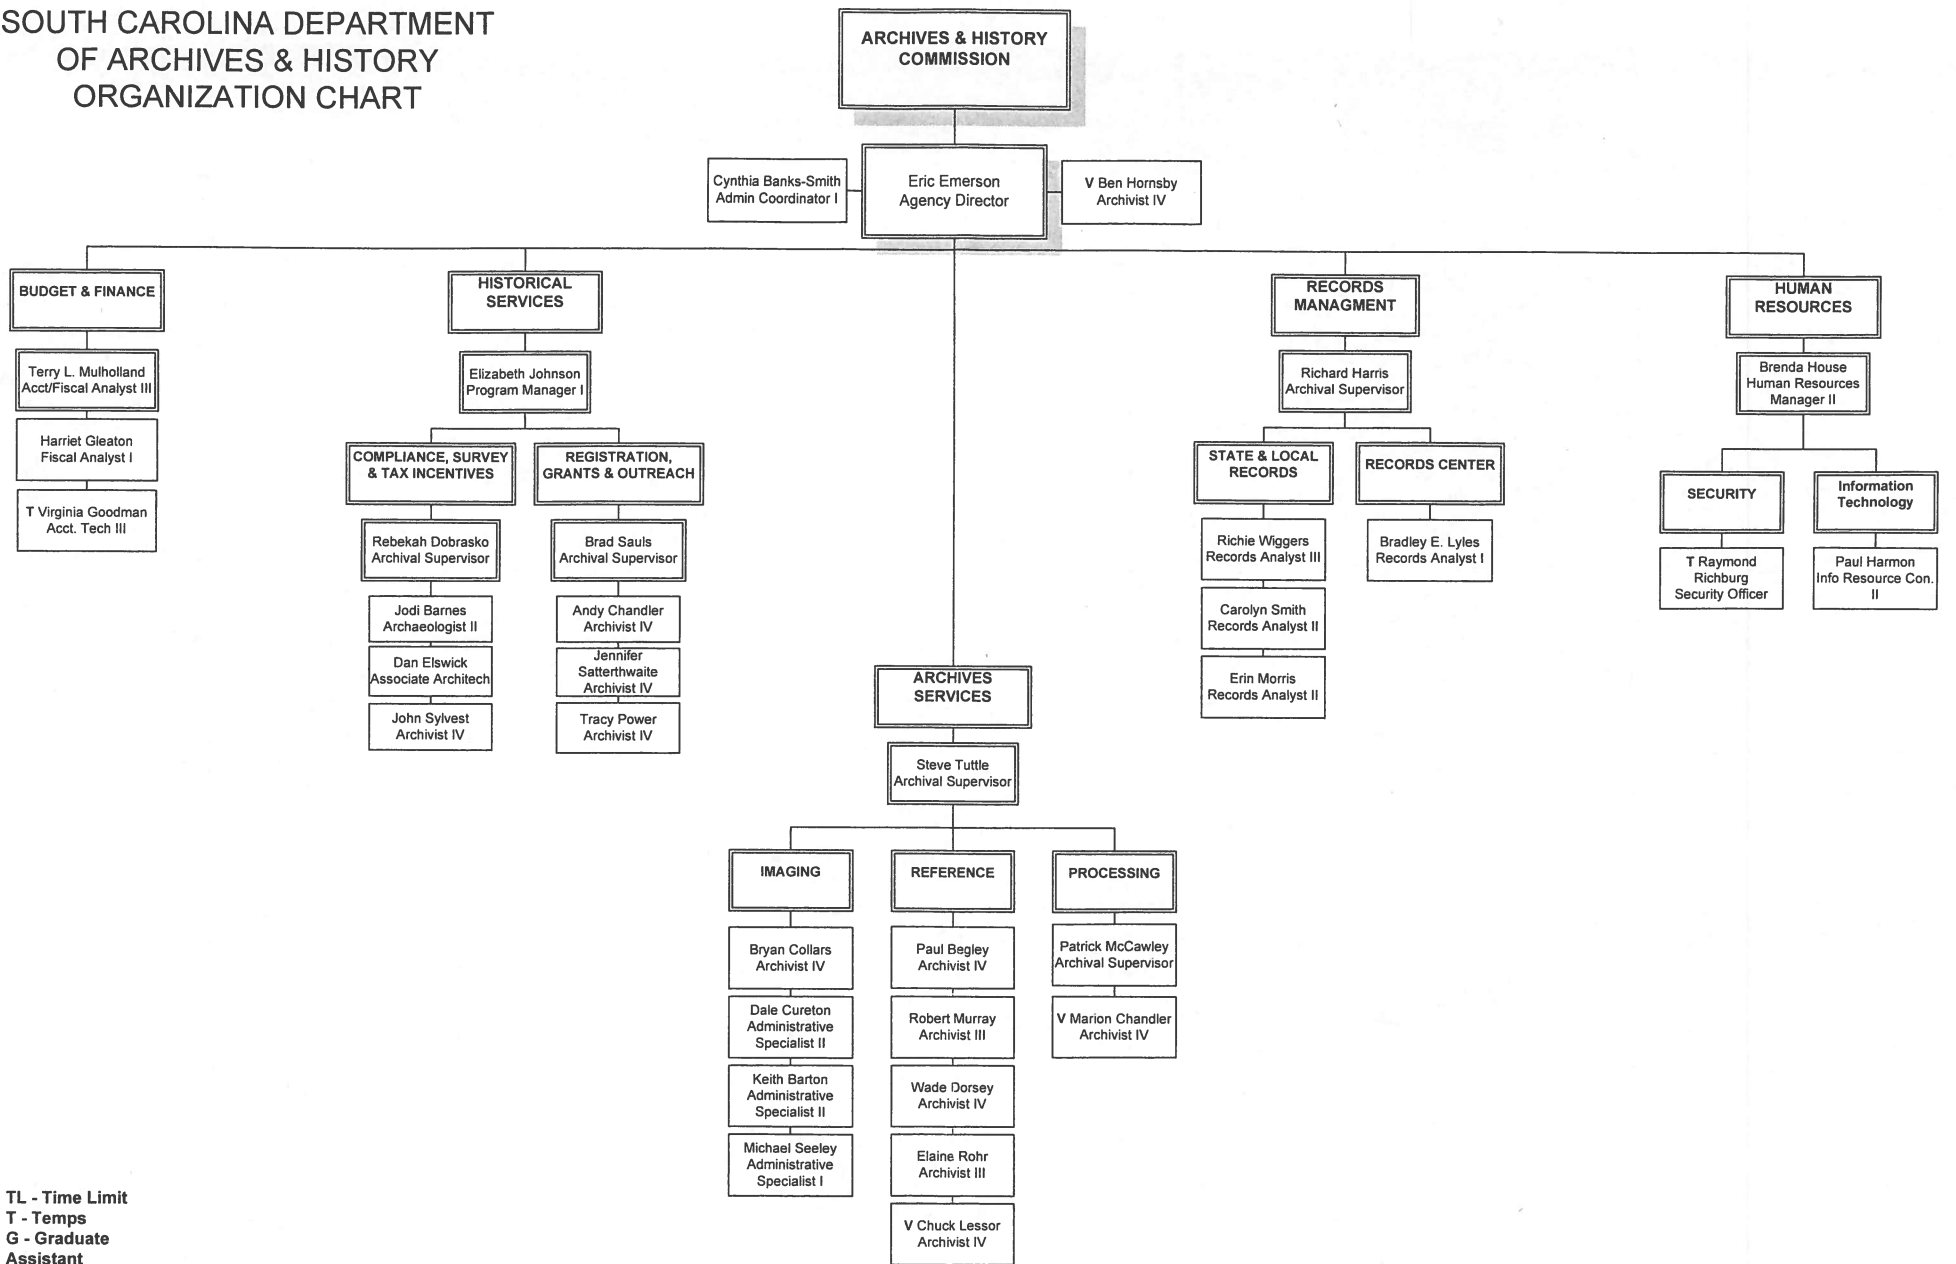 SOUTH CAROLINA DEPARTMENT
OF ARCHIVES & HISTORY
ORGANIZATION CHART
ARCHIVES & HISTORY
COMMISSION
Cynthia Banks-Smith
Admin Coordinator I
Eric Emerson
Agency Director
V Ben Hornsby
Archivist IV
BUDGET & FINANCE
Terry L. Mulholland
Acct/Fiscal Analyst III
Harriet Gleaton
Fiscal Analyst I
T Virginia Goodman
Acct. Tech III
HISTORICAL
SERVICES
Elizabeth Johnson
Program Manager I
COMPLIANCE, SURVEY
& TAX INCENTIVES
Rebekah Dobrasko
Archival Supervisor
Jodi Barnes
Archaeologist II
Dan Elswick
Associate Architech
John Sylvest
Archivist IV
REGISTRATION,
GRANTS & OUTREACH
Brad Sauls
Archival Supervisor
Andy Chandler
Archivist IV
Jennifer
Satterthwaite
Archivist IV
Tracy Power
Archivist IV
ARCHIVES
SERVICES
Steve Tuttle
Archival Supervisor
IMAGING
Bryan Collars
Archivist IV
Dale Cureton
Administrative
Specialist II
Keith Barton
Administrative
Specialist II
Michael Seeley
Administrative
Specialist I
REFERENCE
Paul Begley
Archivist IV
Robert Murray
Archivist III
Wade Dorsey
Archivist IV
Elaine Rohr
Archivist III
V Chuck Lessor
Archivist IV
PROCESSING
Patrick McCawley
Archival Supervisor
V Marion Chandler
Archivist IV
RECORDS
MANAGMENT
Richard Harris
Archival Supervisor
STATE & LOCAL
RECORDS
Richie Wiggers
Records Analyst III
Carolyn Smith
Records Analyst II
Erin Morris
Records Analyst II
RECORDS CENTER
Bradley E. Lyles
Records Analyst I
HUMAN
RESOURCES
Brenda House
Human Resources
Manager II
SECURITY
T Raymond
Richburg
Security Officer
Information
Technology
Paul Harmon
Info Resource Con.
II
TL - Time Limit
T - Temps
G - Graduate
Assistant